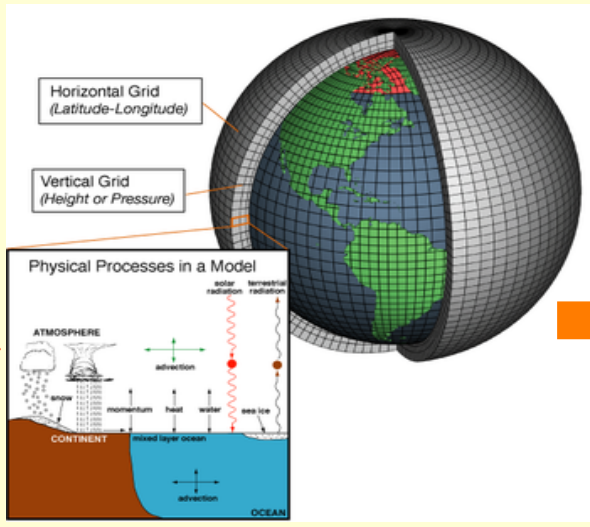 Horizontal Grid
(Latitude-Longitude)
Vertical Grid
(Height or Pressure)
Physical Processes in a Model
solar
radiation
terrestrial
radiation
ATMOSPHERE
advection
snow
momentum
heat
water
sea ice
CONTINENT
mixed layer ocean
advection
OCEAN